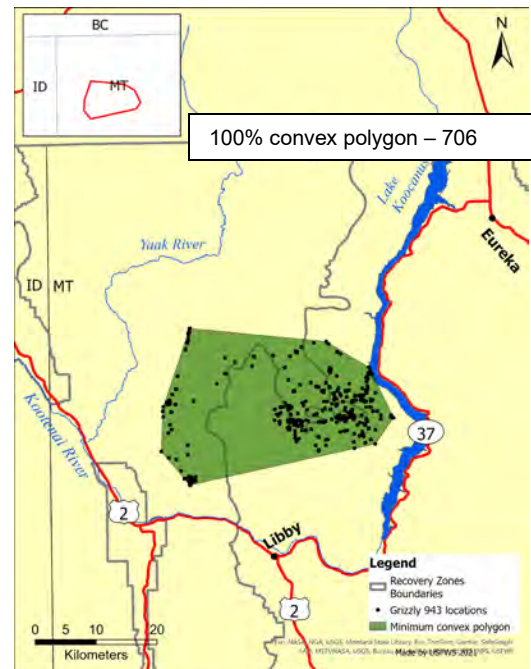 BC
N
ID
MT
100% convex polygon – 706
Lake
Koocanus
Eureka
Yaak River
ID
MT
Kootenai River
37
2
Libby
2
Legend
Recovery Zones
Boundaries
Grizzly 943 locations
Minimum convex polygon
0 5 10 20
Kilometers
Made by USFWS 2021